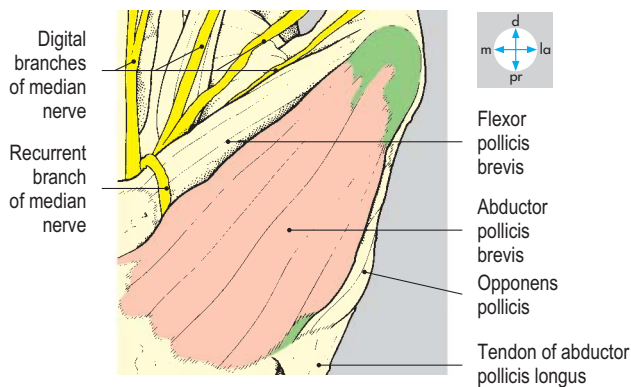 Digital
branches
of median
nerve
Recurrent
branch
of median
nerve
d
m la
pr
Flexor
pollicis
brevis
Abductor
pollicis
brevis
Opponens
pollicis
Tendon of abductor
pollicis longus